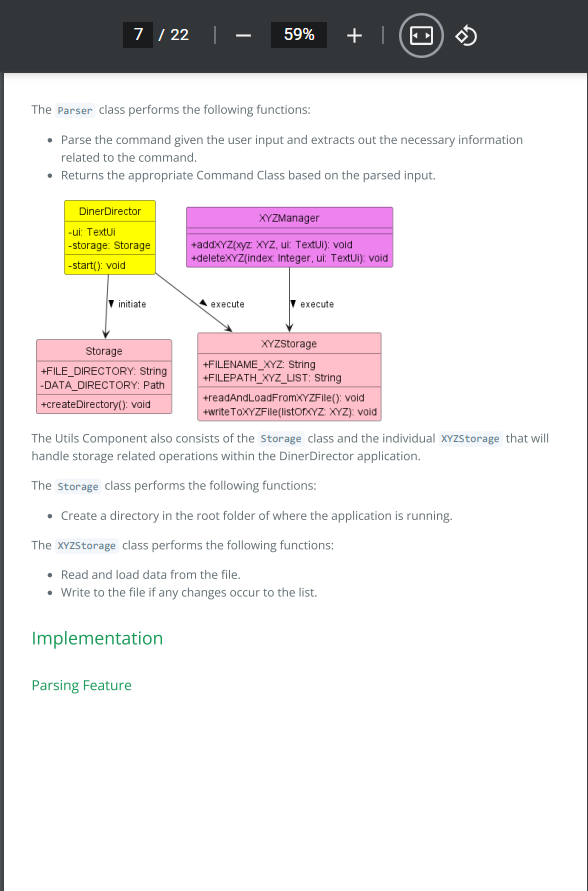 7 / 22 | — 59% + |
The Parser class performs the following functions:
• Parse the command given the user input and extracts out the necessary information
related to the command.
• Returns the appropriate Command Class based on the parsed input.
DinerDirector
-ui: TextUi
-storage: Storage
-start(): void
XYZManager
+addXYZ(xyz: XYZ, ui: TextUi): void
+deleteXYZ(index: Integer, ui: TextUi): void
initiate
execute
execute
Storage
+FILE_DIRECTORY: String
-DATA_DIRECTORY: Path
+createDirectory(): void
XYZStorage
+FILENAME_XYZ: String
+FILEPATH_XYZ_LIST: String
+readAndLoadFromXYZFile(): void
+writeToXYZFile(listOfXYZ: XYZ): void
The Utils Component also consists of the Storage class and the individual XYZStorage that will
handle storage related operations within the DinerDirector application.
The Storage class performs the following functions:
• Create a directory in the root folder of where the application is running.
The XYZStorage class performs the following functions:
• Read and load data from the file.
• Write to the file if any changes occur to the list.
Implementation
Parsing Feature